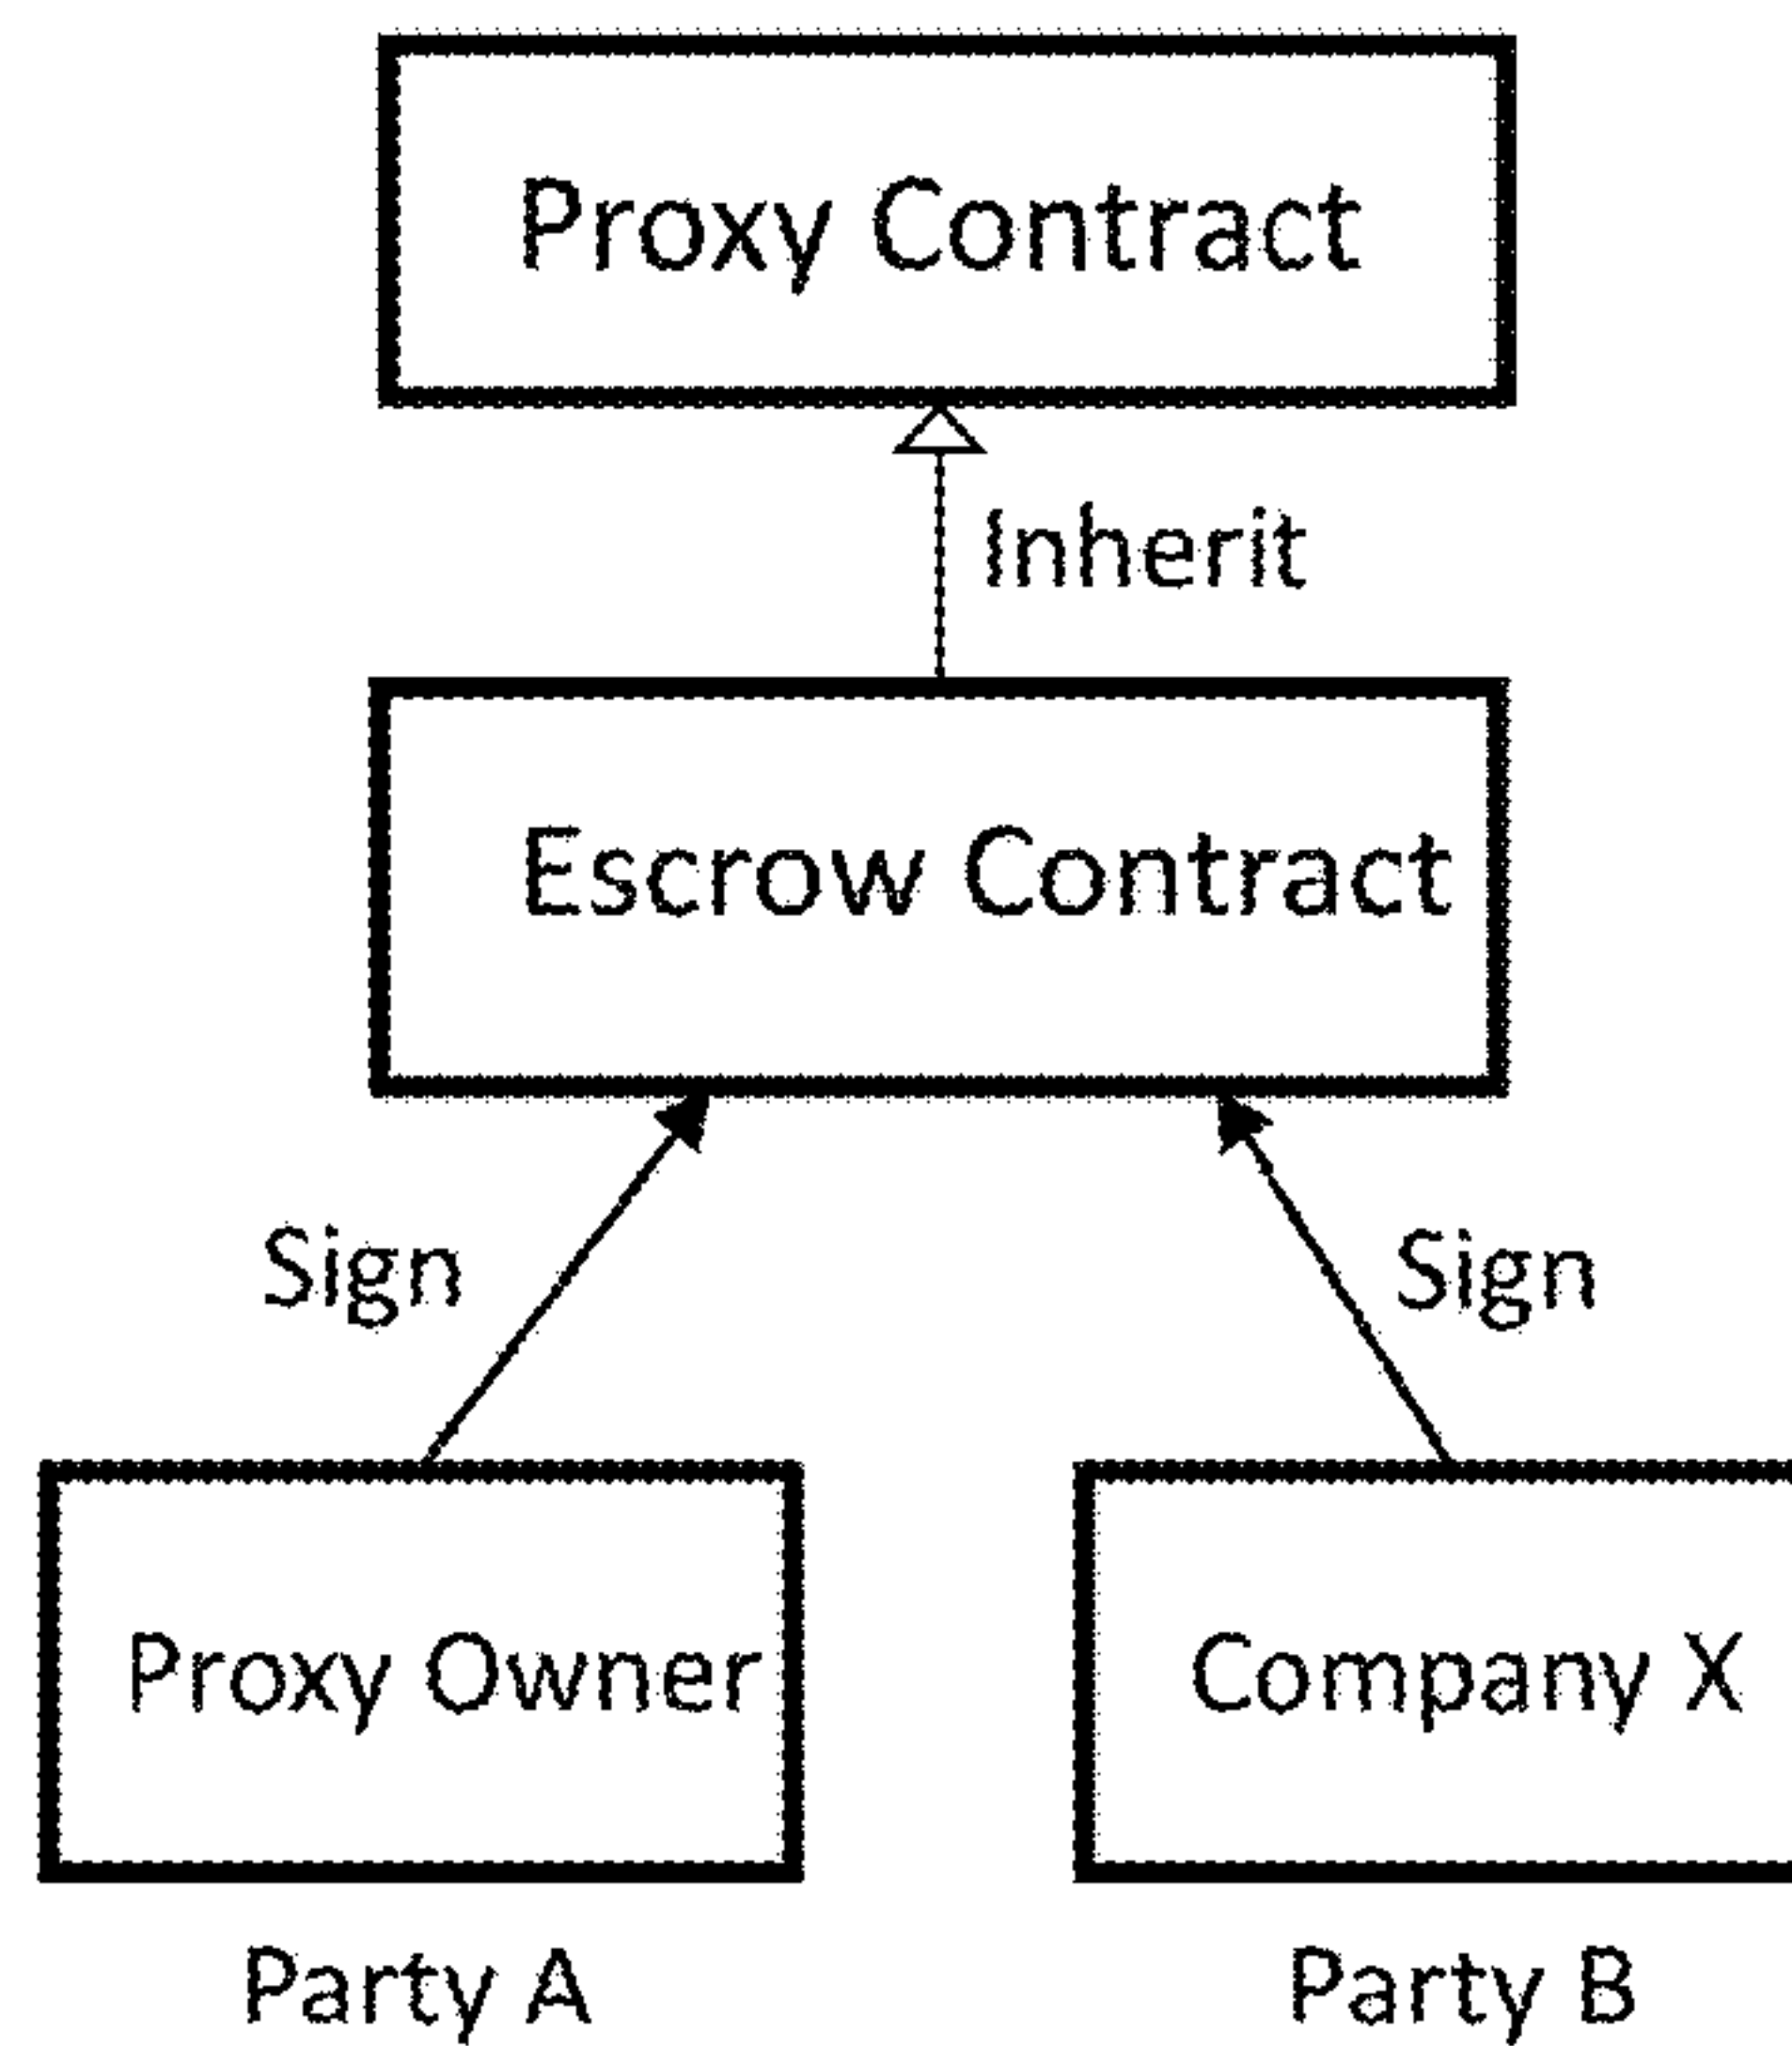 Proxy Contract
Inherit
Escrow Contract
Sign
Sign
Proxy Owner
Company X
Party A
Party B